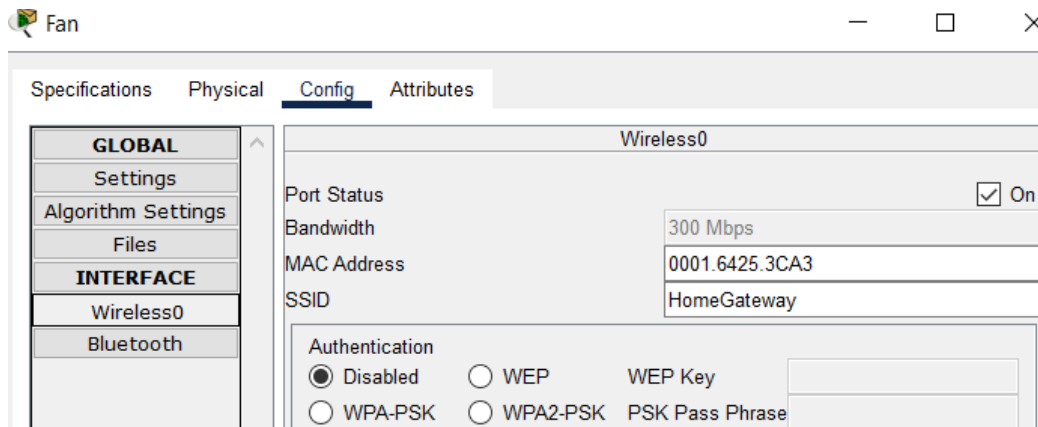 Fan
Specifications Physical Config Attributes
GLOBAL
Settings
Algorithm Settings
Files
INTERFACE
Wireless0
Bluetooth
Wireless0
Port Status On
Bandwidth 300 Mbps
MAC Address 0001.6425.3CA3
SSID HomeGateway
Authentication
Disabled WEP WEP Key
WPA-PSK WPA2-PSK PSK Pass Phrase